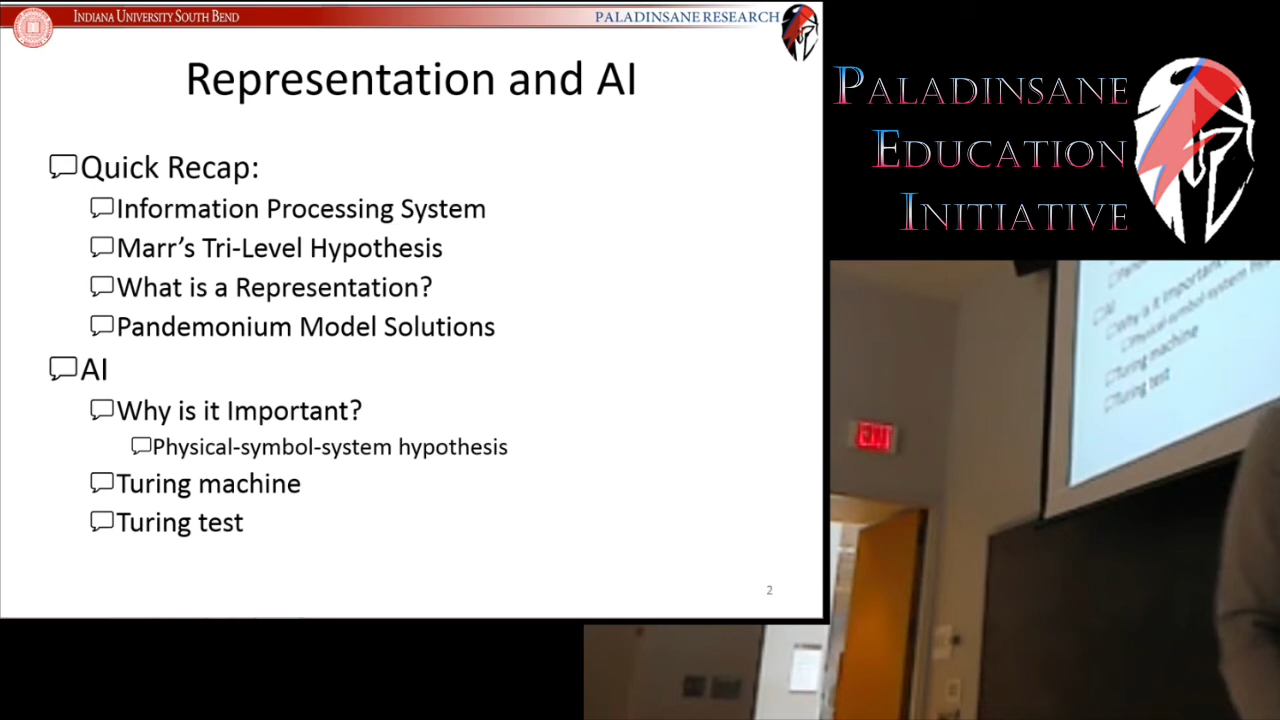 INDIANA UNIVERSITY SOUTH BEND
PALADINSANE RESEARCH
Representation and AI
Quick Recap:
Information Processing System
Marr’s Tri-Level Hypothesis
What is a Representation?
Pandemonium Model Solutions
AI
Why is it Important?
Physical-symbol-system hypothesis
Turing machine
Turing test
2
PALADINSANE
EDUCATION
INITIATIVE
AI
Why is it Important?
Physical-symbol-system
Turing machine
Turing test
EXIT